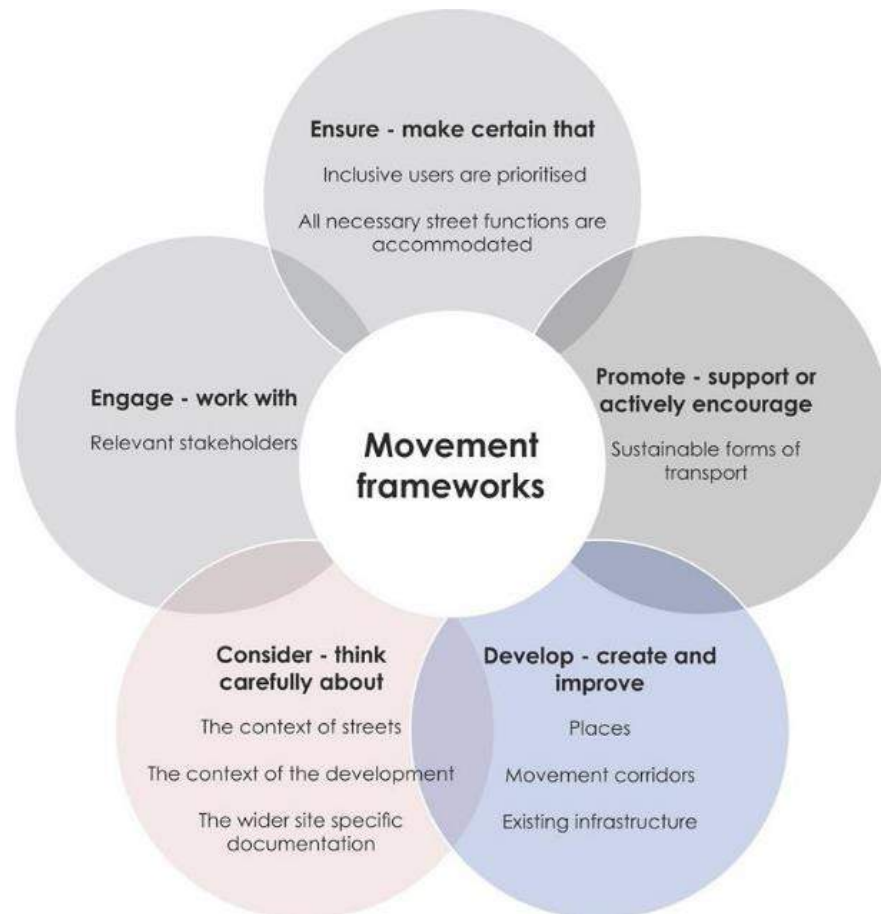 Ensure - make certain that
Inclusive users are prioritised
All necessary street functions are
accommodated
Engage - work with
Relevant stakeholders
Movement
frameworks
Promote - support or
actively encourage
Sustainable forms of
transport
Consider - think
carefully about
The context of streets
The context of the development
The wider site specific
documentation
Develop - create and
improve
Places
Movement corridors
Existing infrastructure